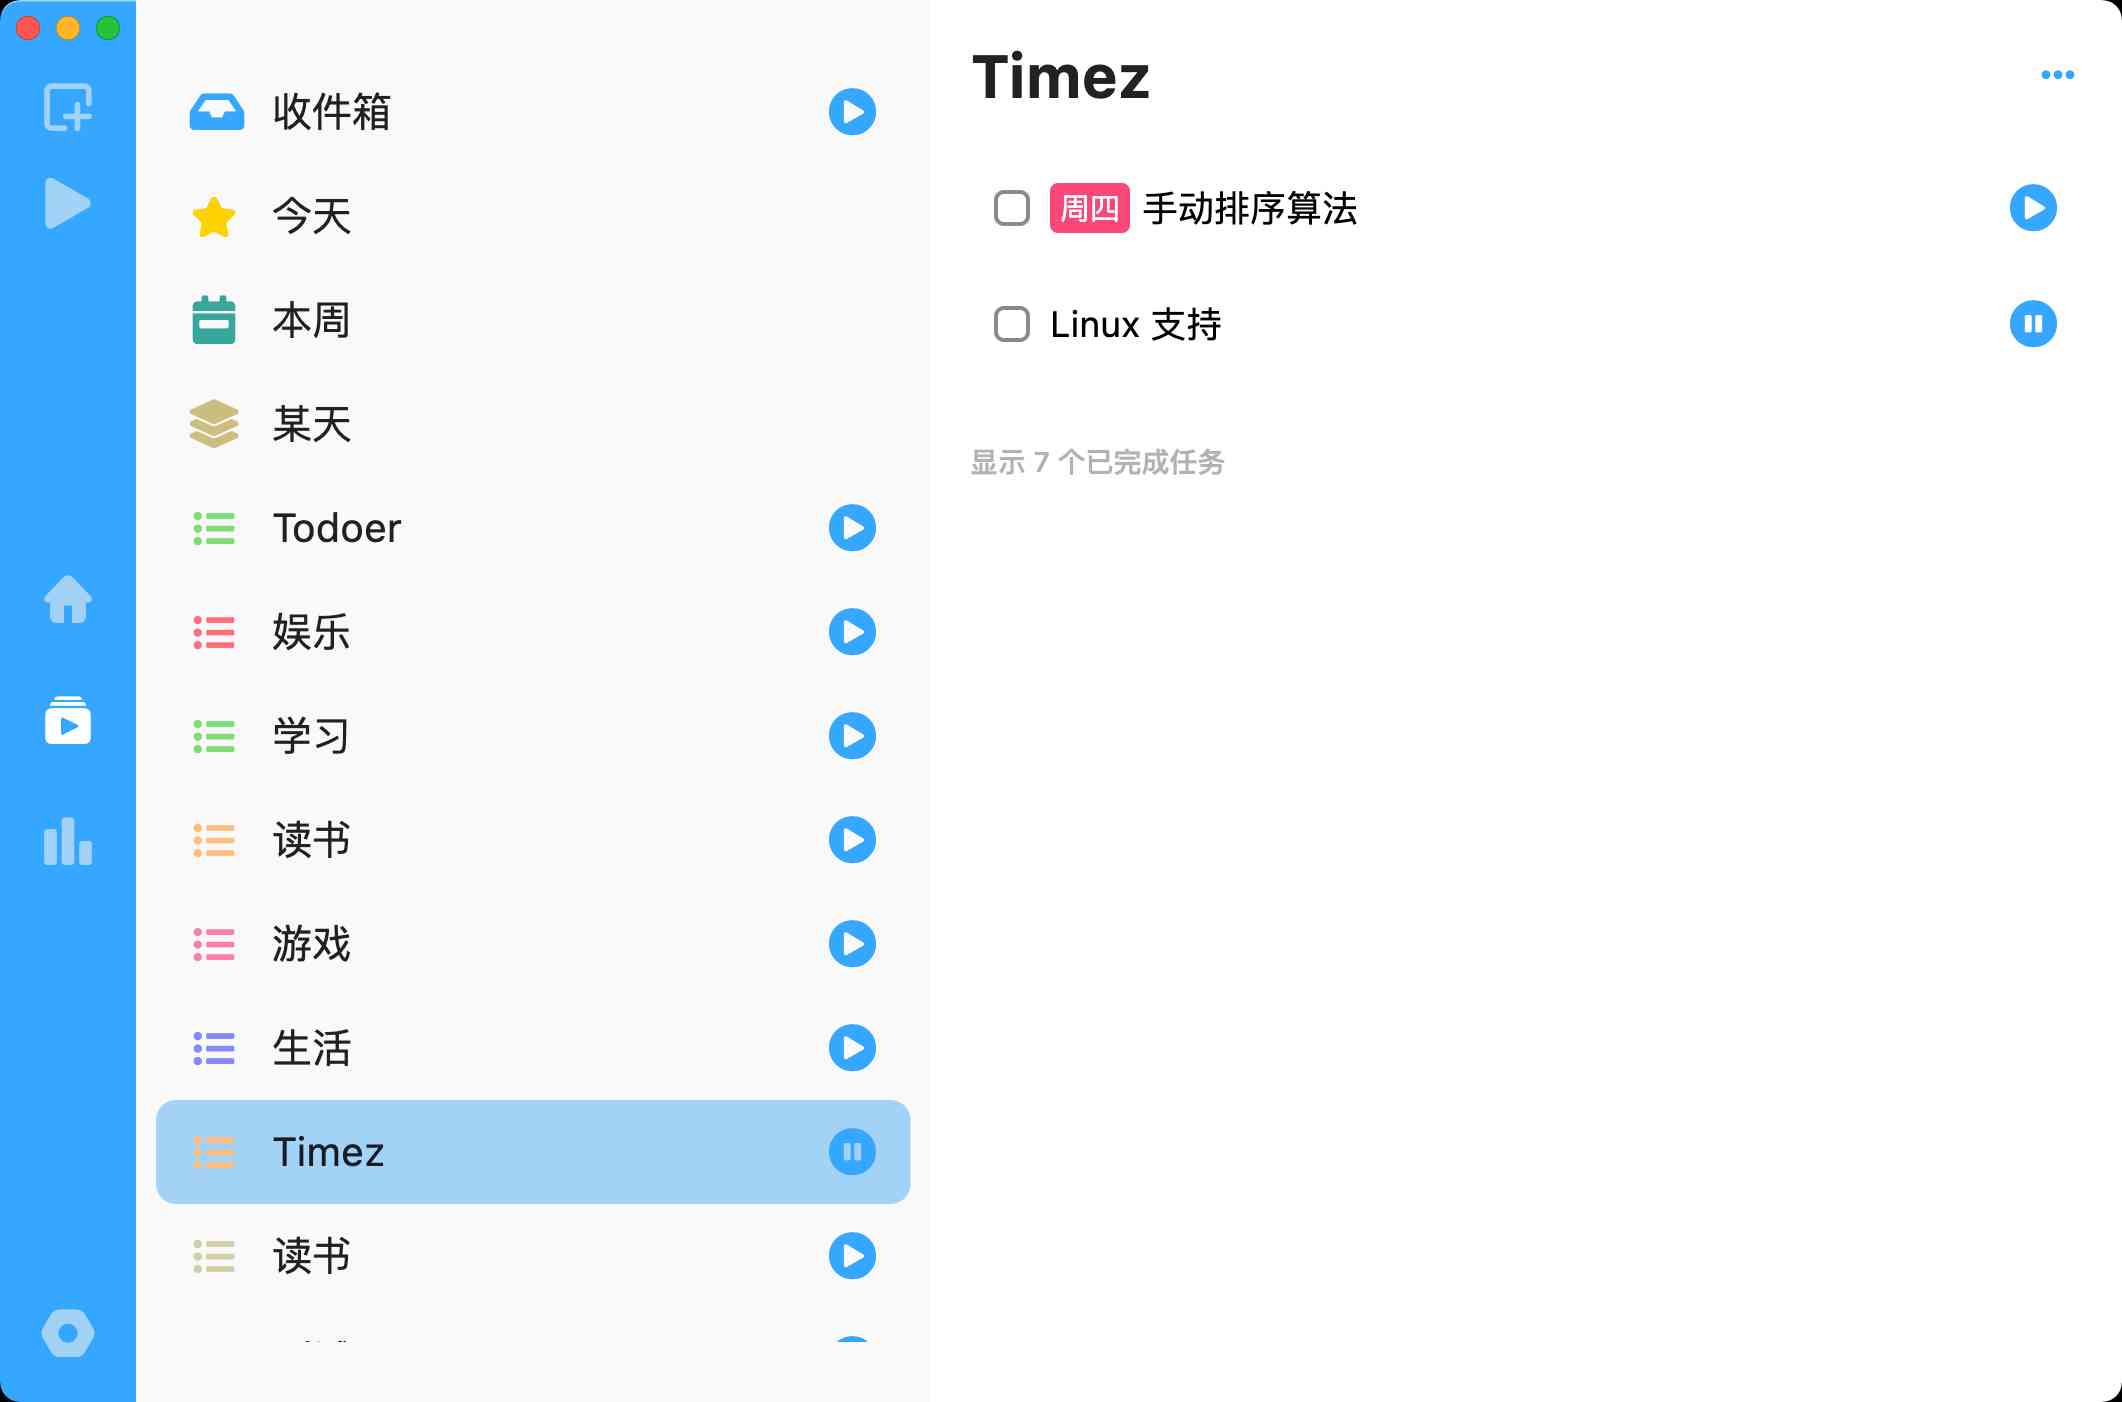 收件箱
今天
本周
某天
Todoer
娱乐
学习
读书
游戏
生活
Timez
读书
Timez
周四 手动排序算法
Linux 支持
显示 7 个已完成任务